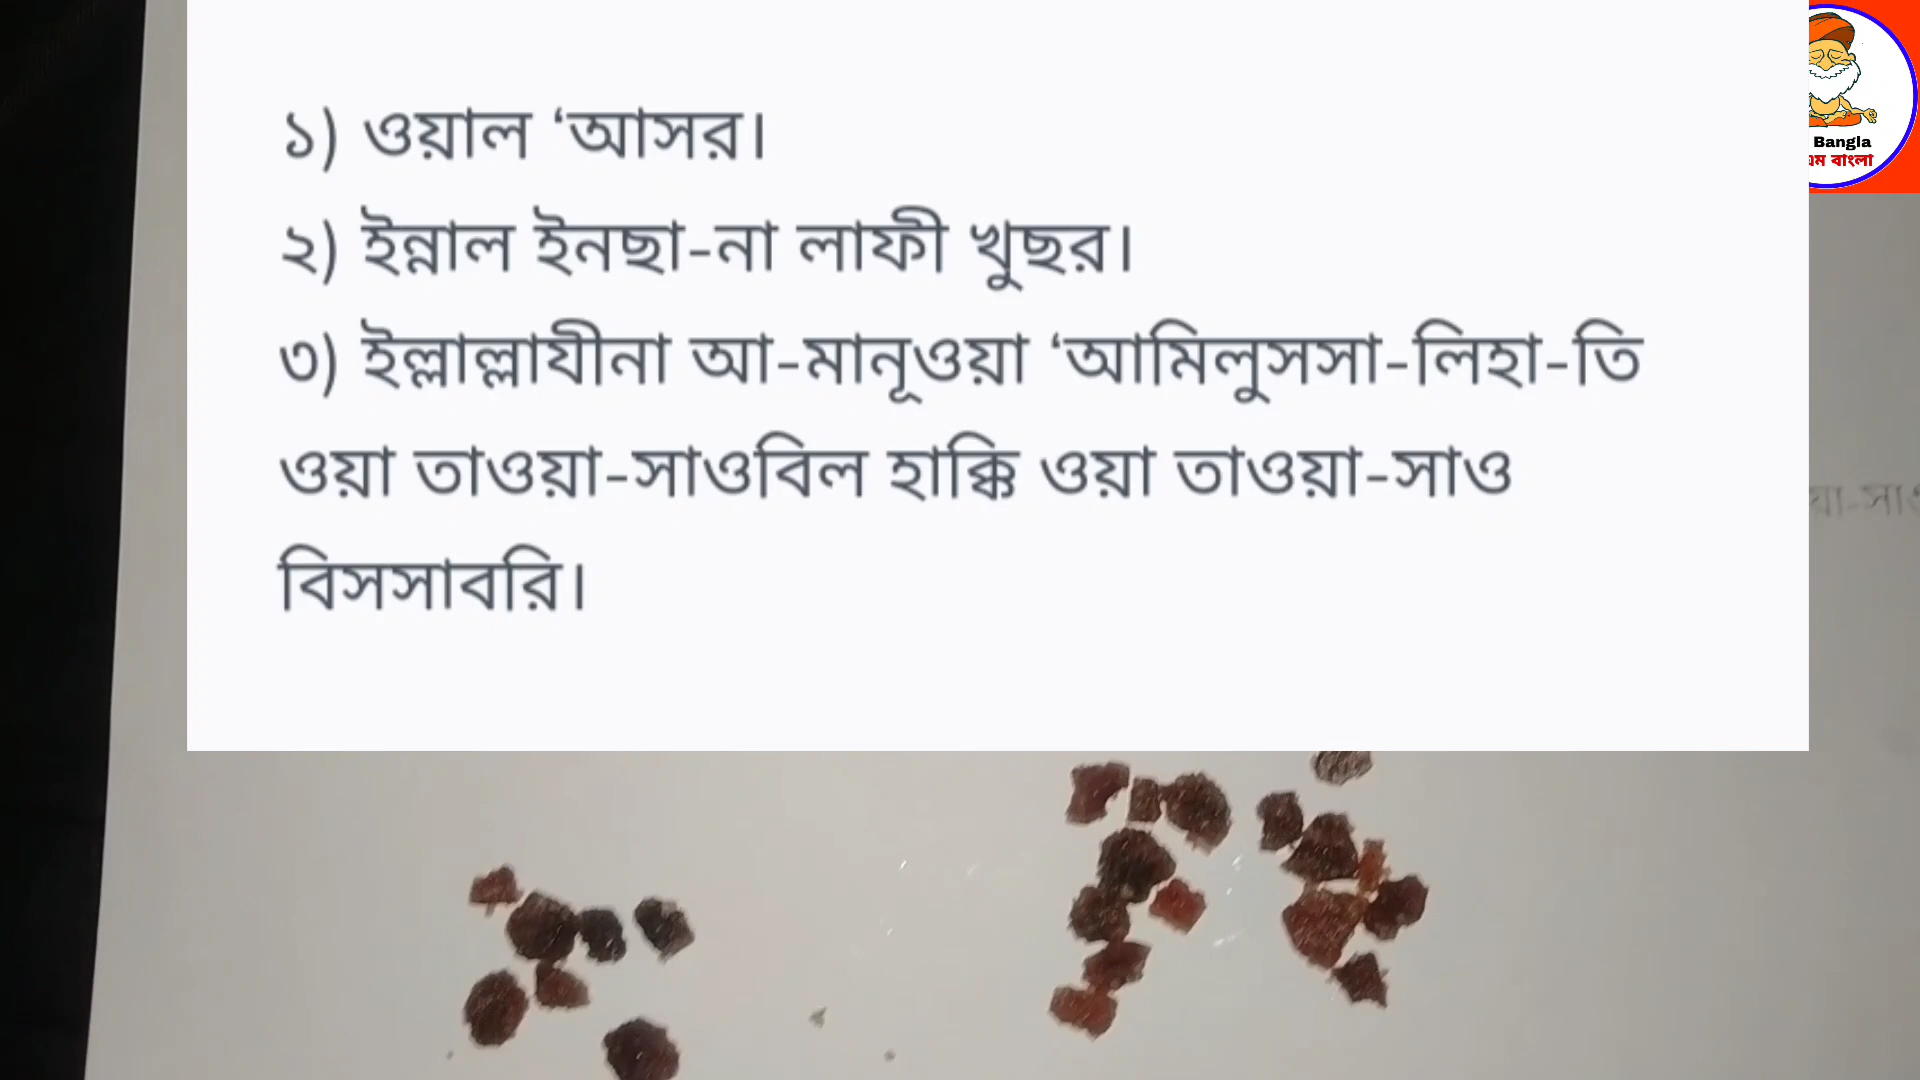 ১) ওয়াল ‘আসর।
২) ইন্নাল ইনছা-না লাফী খুছর।
৩) ইল্লাল্লাযীনা আ-মানূওয়া ‘আমিলুসসা-লিহা-তি
ওয়া তাওয়া-সাওবিল হাক্কি ওয়া তাওয়া-সাও
বিসসাবরি।
Bangla
বাংলা